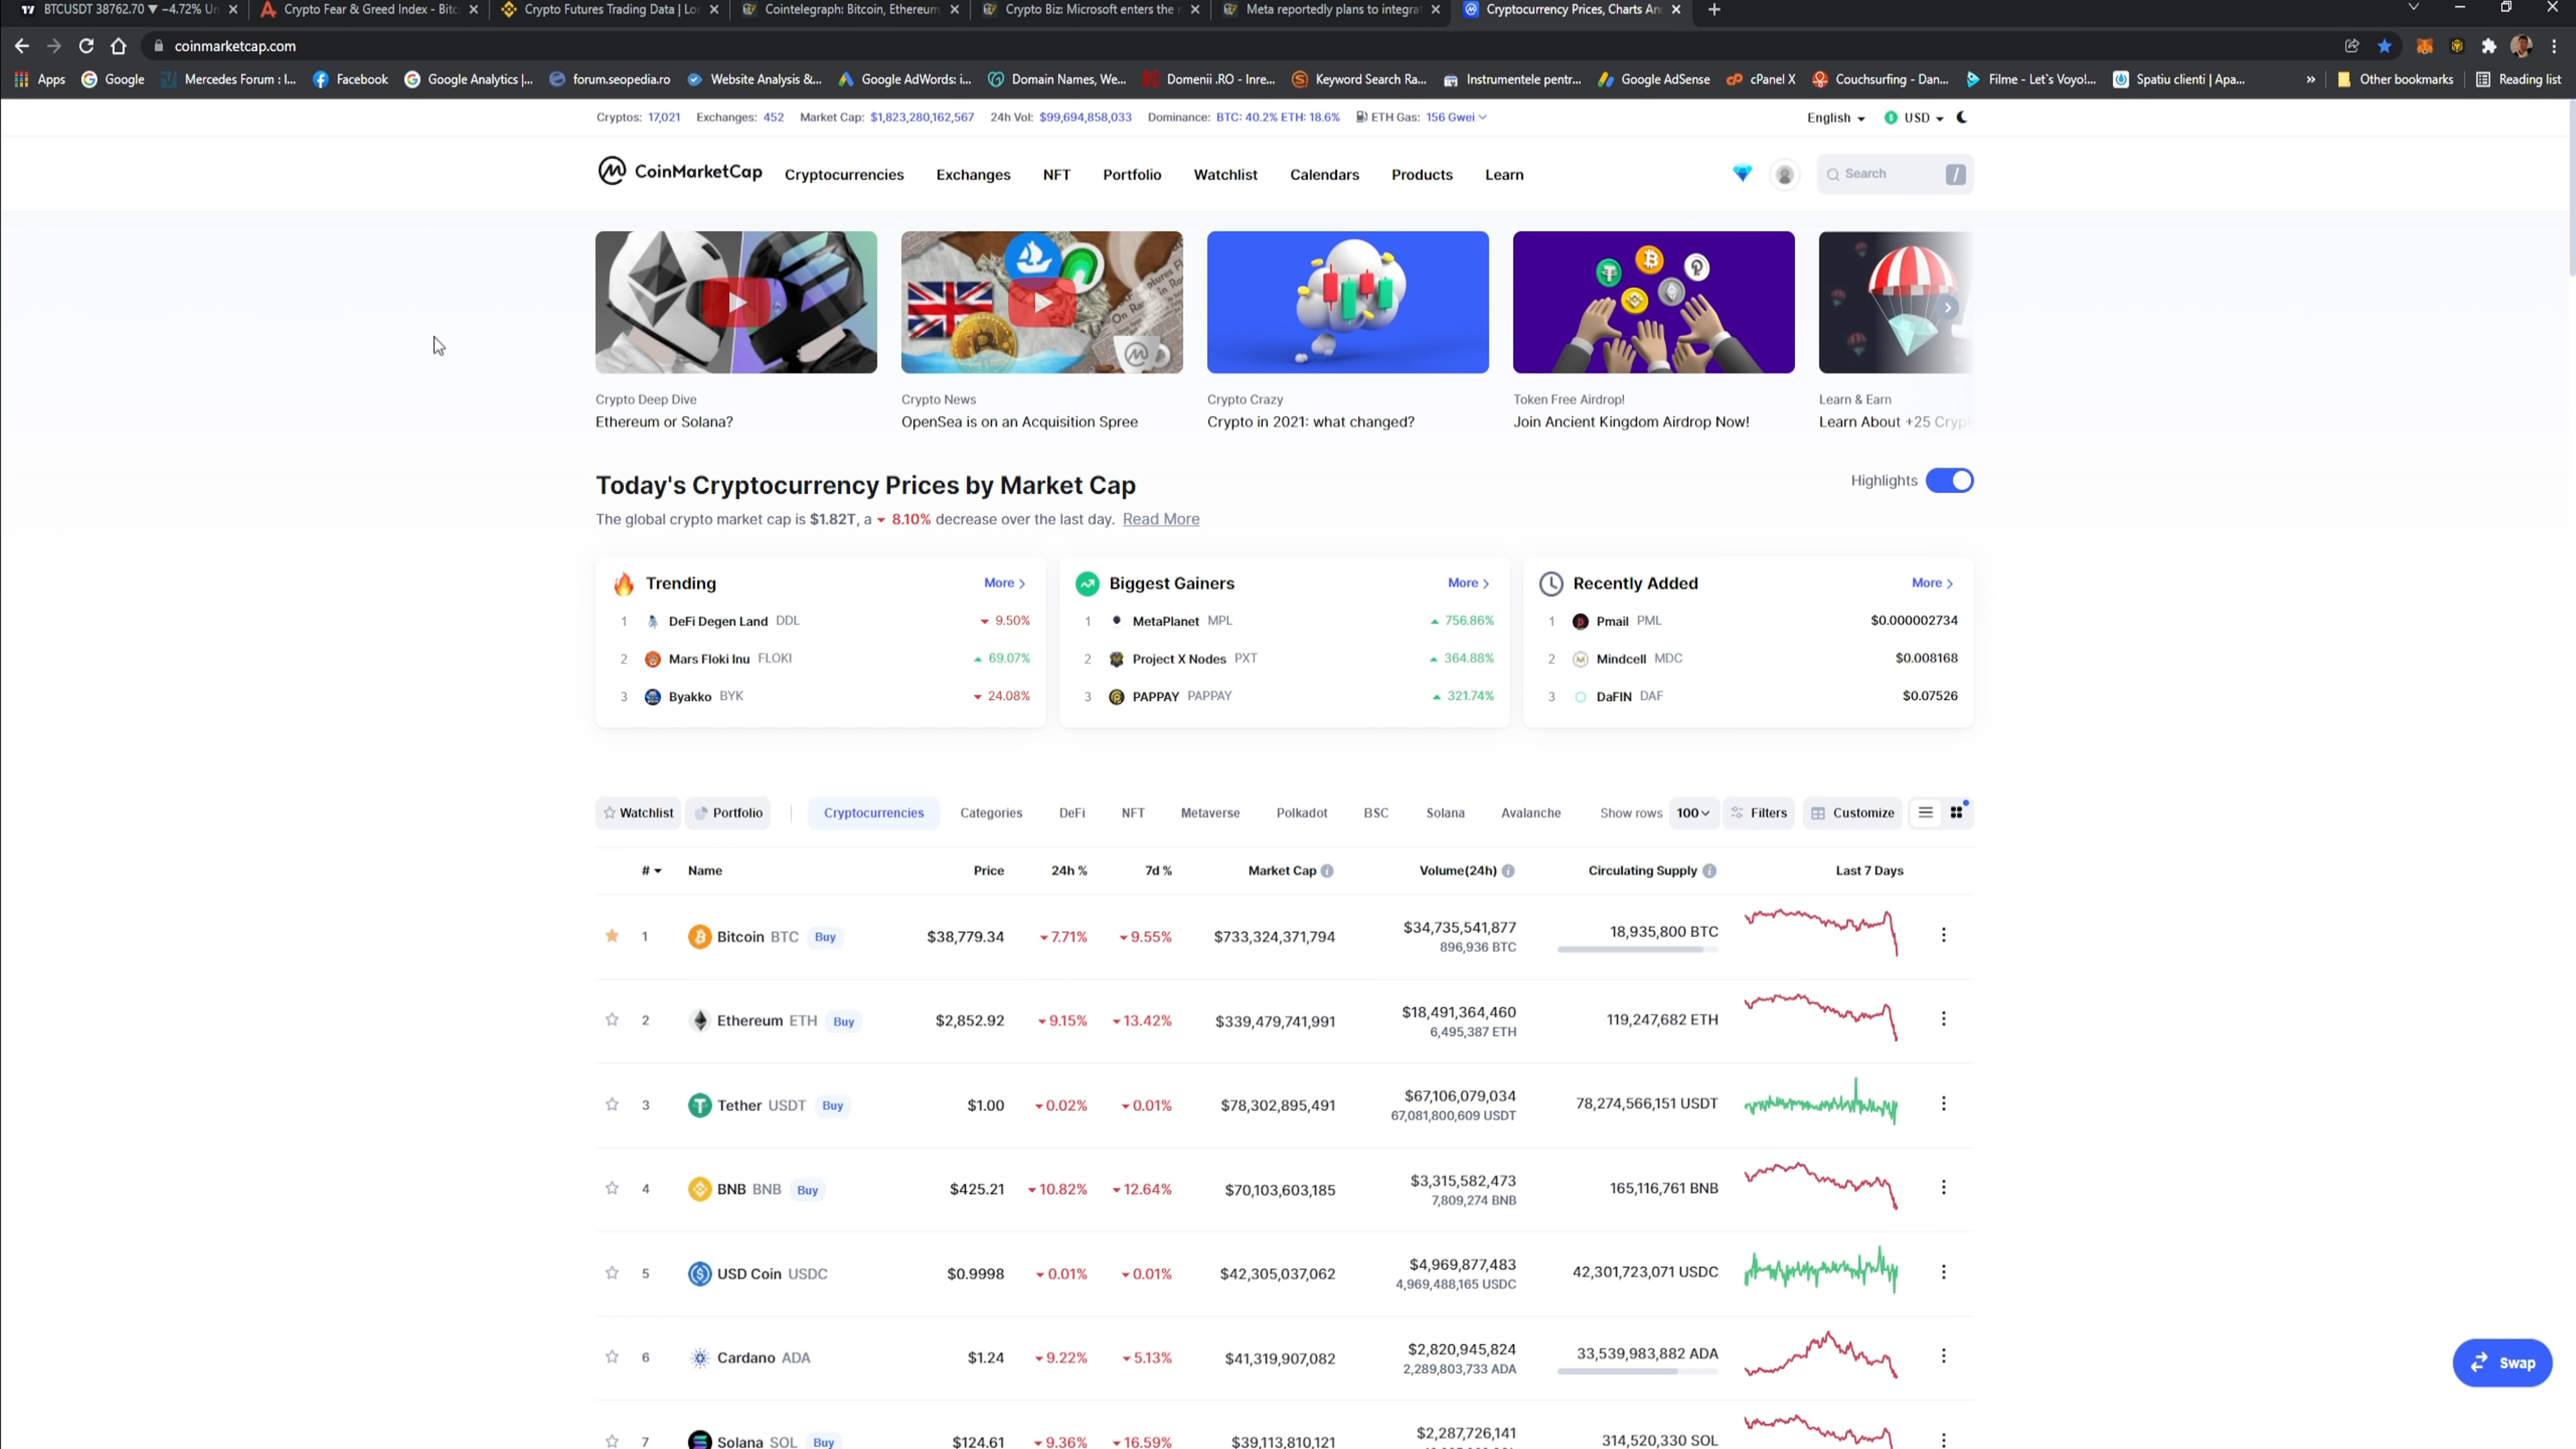 BTCUSDT 38762.70 ▼ −4.72% Un
Crypto Fear & Greed Index - Bitc
Crypto Futures Trading Data | Lo
Cointelegraph: Bitcoin, Ethereum
Crypto Biz: Microsoft enters the
Meta reportedly plans to integra
Cryptocurrency Prices, Charts An
coinmarketcap.com
Apps
Google
Mercedes Forum : I...
Facebook
Google Analytics |...
forum.seopedia.ro
Website Analysis &...
Google AdWords: i...
Domain Names, We...
Domenii .RO - Inre...
Keyword Search Ra...
Instrumentele pentr...
Google AdSense
cPanel X
Couchsurfing - Dan...
Filme - Let`s Voyo!...
Spatiu clienti | Apa...
»
Other bookmarks
Reading list
Cryptos: 17,021 Exchanges: 452 Market Cap: $1,823,280,162,567 24h Vol: $99,694,858,033 Dominance: BTC: 40.2% ETH: 18.6% ETH Gas: 156 Gwei
English USD
CoinMarketCap
Cryptocurrencies
Exchanges
NFT
Portfolio
Watchlist
Calendars
Products
Learn
Search /
Crypto Deep Dive
Ethereum or Solana?
Crypto News
OpenSea is on an Acquisition Spree
Crypto Crazy
Crypto in 2021: what changed?
Token Free Airdrop!
Join Ancient Kingdom Airdrop Now!
Learn & Earn
Learn About +25 Cryp
Today's Cryptocurrency Prices by Market Cap
Highlights
The global crypto market cap is $1.82T, a 8.10% decrease over the last day. Read More
Trending More
1 DeFi Degen Land DDL 9.50%
2 Mars Floki Inu FLOKI 69.07%
3 Byakko BYK 24.08%
Biggest Gainers More
1 MetaPlanet MPL 756.86%
2 Project X Nodes PXT 364.88%
3 PAPPAY PAPPAY 321.74%
Recently Added More
1 Pmail PML $0.000002734
2 Mindcell MDC $0.008168
3 DaFIN DAF $0.07526
Watchlist Portfolio Cryptocurrencies Categories DeFi NFT Metaverse Polkadot BSC Solana Avalanche Show rows 100 Filters Customize
# Name Price 24h % 7d % Market Cap Volume(24h) Circulating Supply Last 7 Days
1 Bitcoin BTC Buy $38,779.34 7.71% 9.55% $733,324,371,794 $34,735,541,877 18,935,800 BTC
896,936 BTC
2 Ethereum ETH Buy $2,852.92 9.15% 13.42% $339,479,741,991 $18,491,364,460 119,247,682 ETH
6,495,387 ETH
3 Tether USDT Buy $1.00 0.02% 0.01% $78,302,895,491 $67,106,079,034 78,274,566,151 USDT
67,081,800,609 USDT
4 BNB BNB Buy $425.21 10.82% 12.64% $70,103,603,185 $3,315,582,473 165,116,761 BNB
7,809,274 BNB
5 USD Coin USDC $0.9998 0.01% 0.01% $42,305,037,062 $4,969,877,483 42,301,723,071 USDC
4,969,488,165 USDC
6 Cardano ADA $1.24 9.22% 5.13% $41,319,907,082 $2,820,945,824 33,539,983,882 ADA
2,289,803,733 ADA
7 Solana SOL Buy $124.61 9.36% 16.59% $39,113,810,121 $2,287,726,141 314,520,330 SOL
Swap